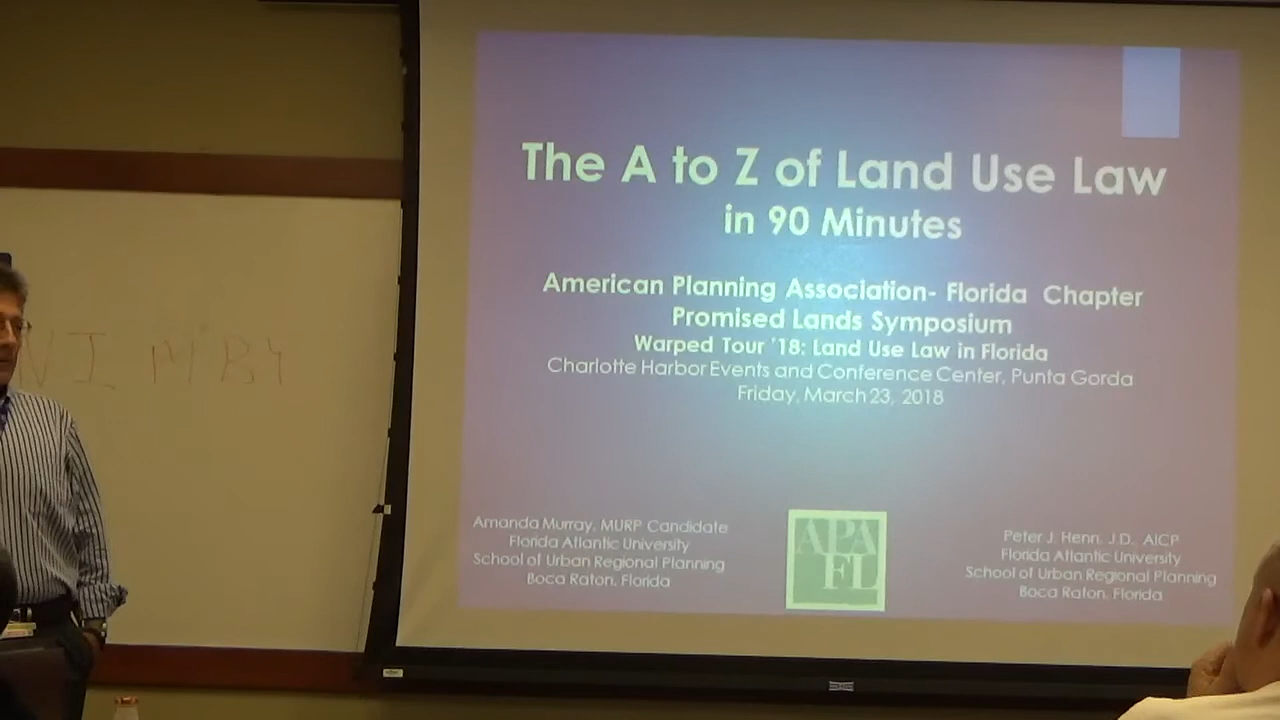 NIMBY
The A to Z of Land Use Law
in 90 Minutes
American Planning Association- Florida Chapter
Promised Lands Symposium
Warped Tour '18: Land Use Law in Florida
Charlotte Harbor Events and Conference Center, Punta Gorda
Friday, March 23, 2018
Amanda Murray, MURP Candidate
Florida Atlantic University
School of Urban Regional Planning
Boca Raton, Florida
APA
FL
Peter J. Henn, J.D., AICP
Florida Atlantic University
School of Urban Regional Planning
Boca Raton, Florida